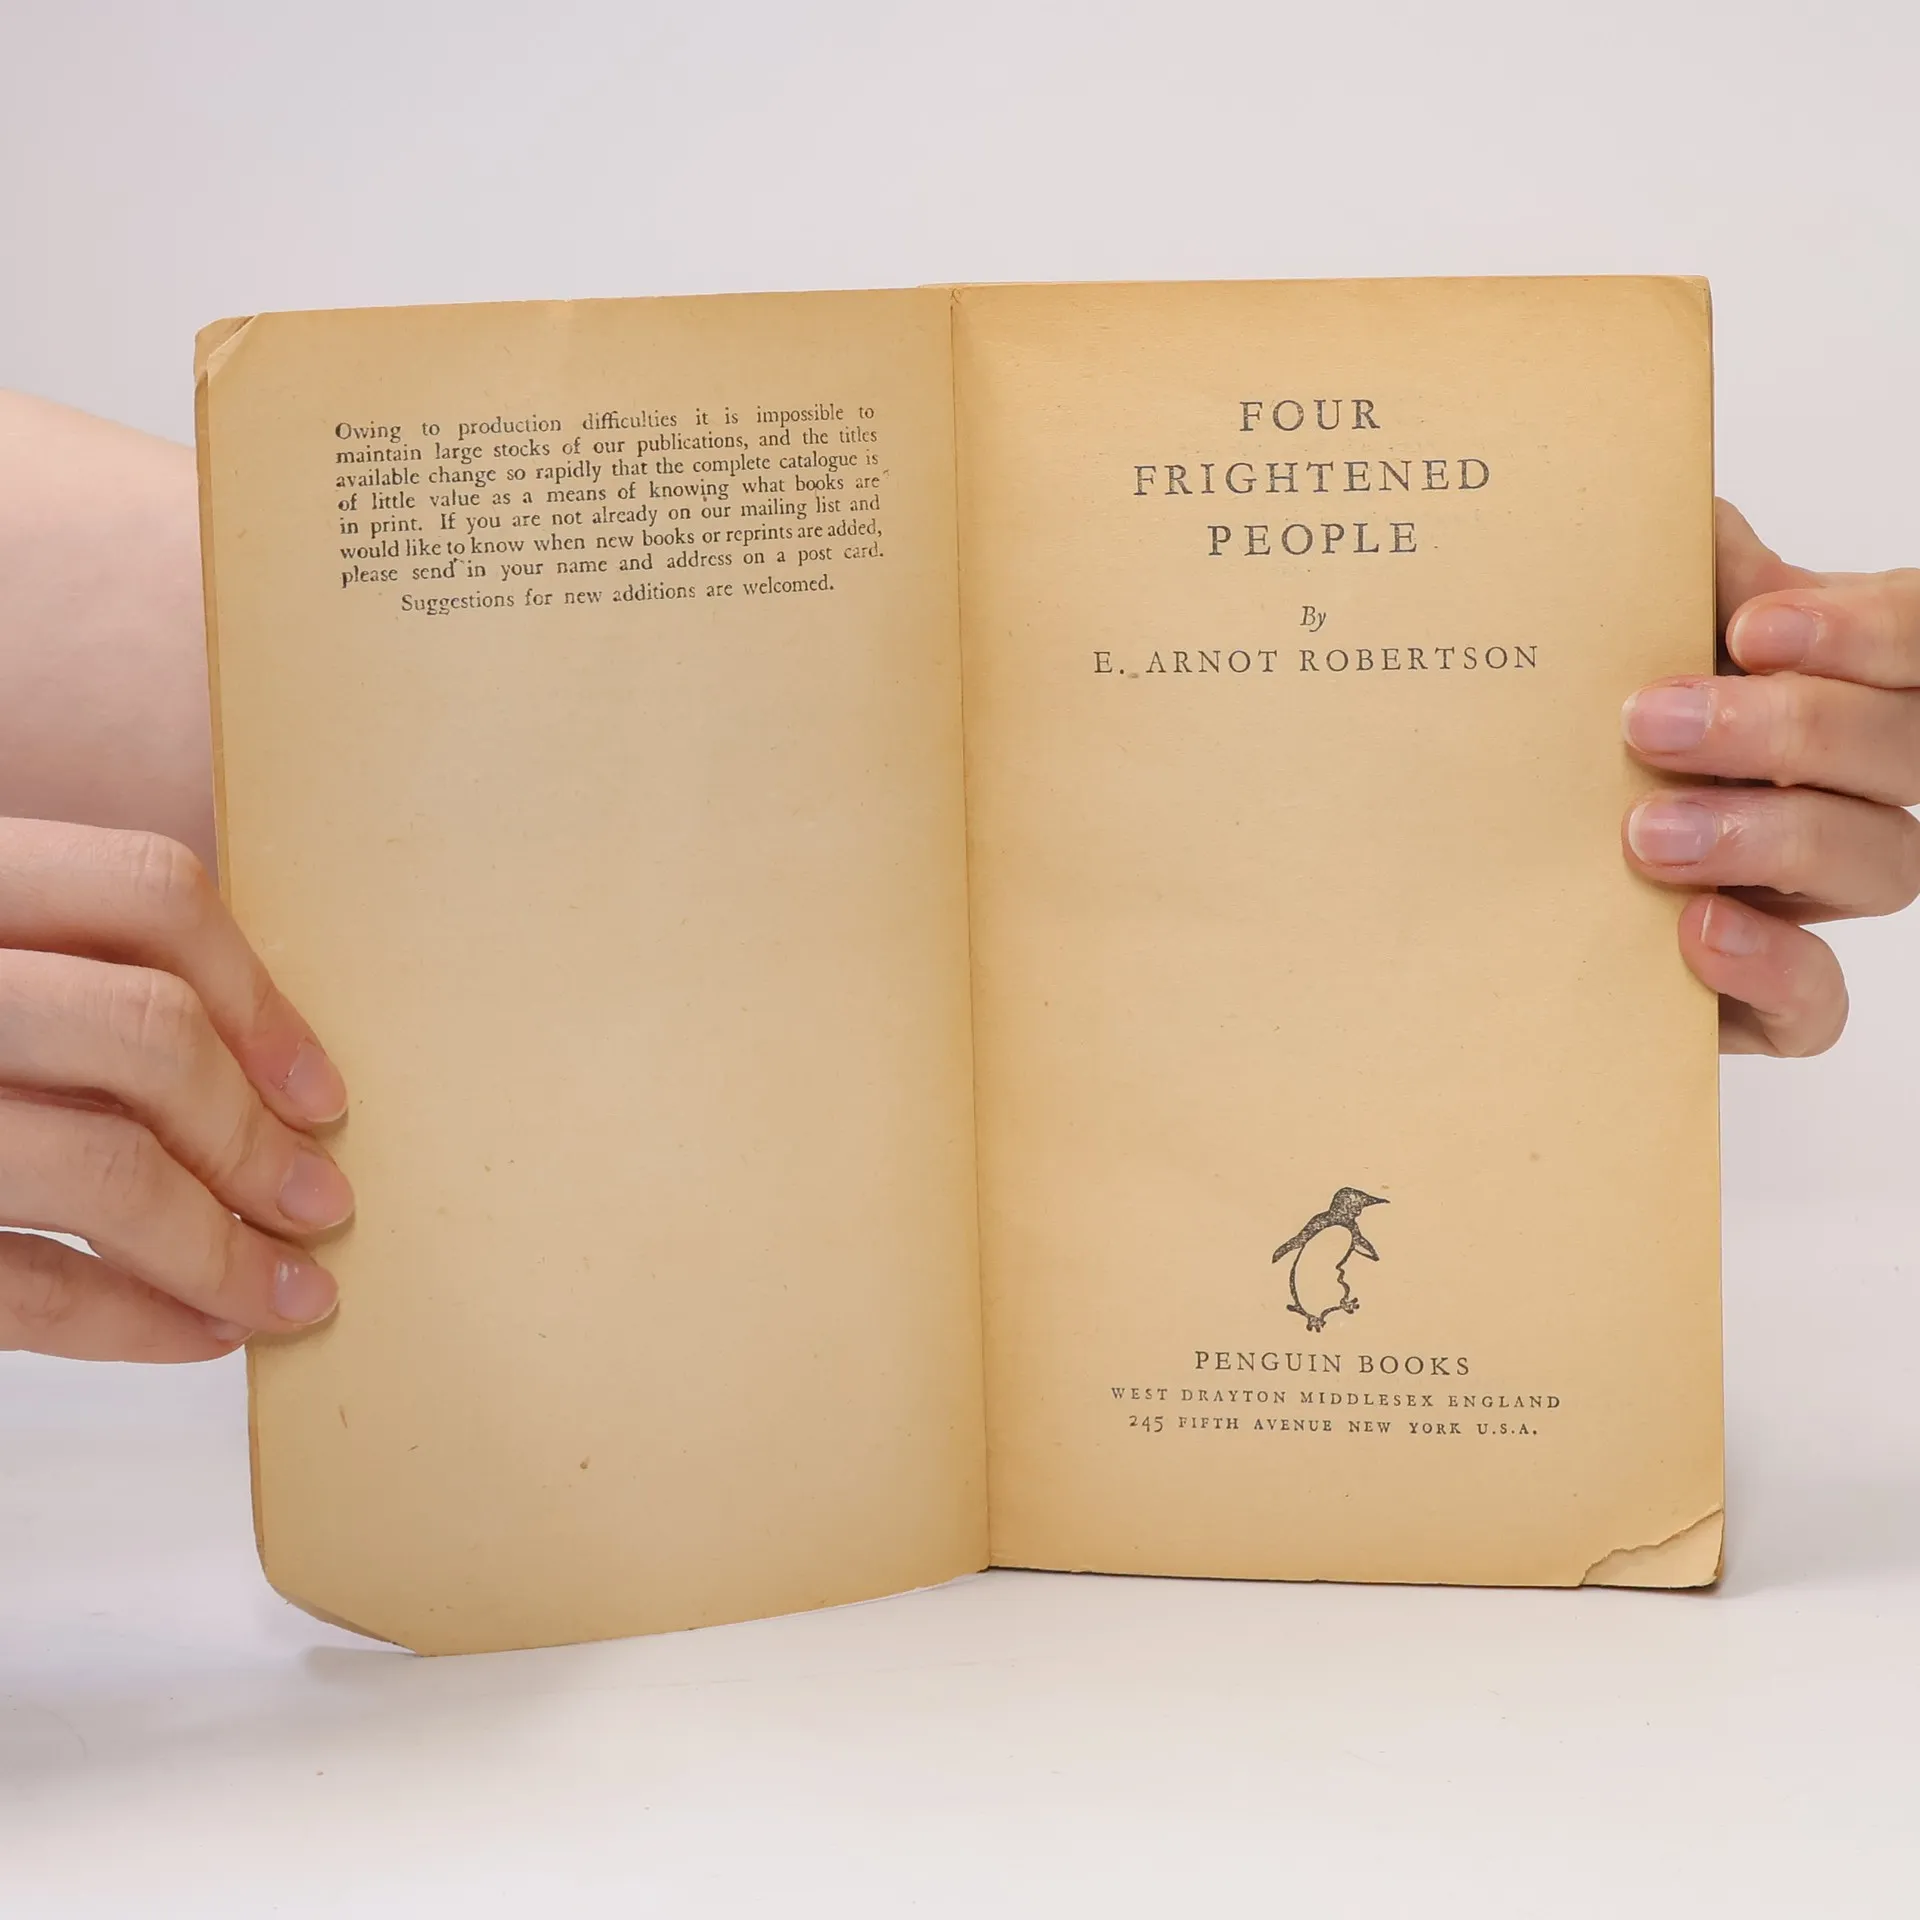 Owing to production difficulties it is impossible to
maintain large stocks of our publications, and the titles
available change so rapidly that the complete catalogue is
of little value as a means of knowing what books are
in print. If you are not already on our mailing list and
would like to know when new books or reprints are added,
please send in your name and address on a post card.
Suggestions for new additions are welcomed.
FOUR
FRIGHTENED
PEOPLE
By
E. ARNOT ROBERTSON
PENGUIN BOOKS
WEST DRAYTON MIDDLESEX ENGLAND
245 FIFTH AVENUE NEW YORK U.S.A.